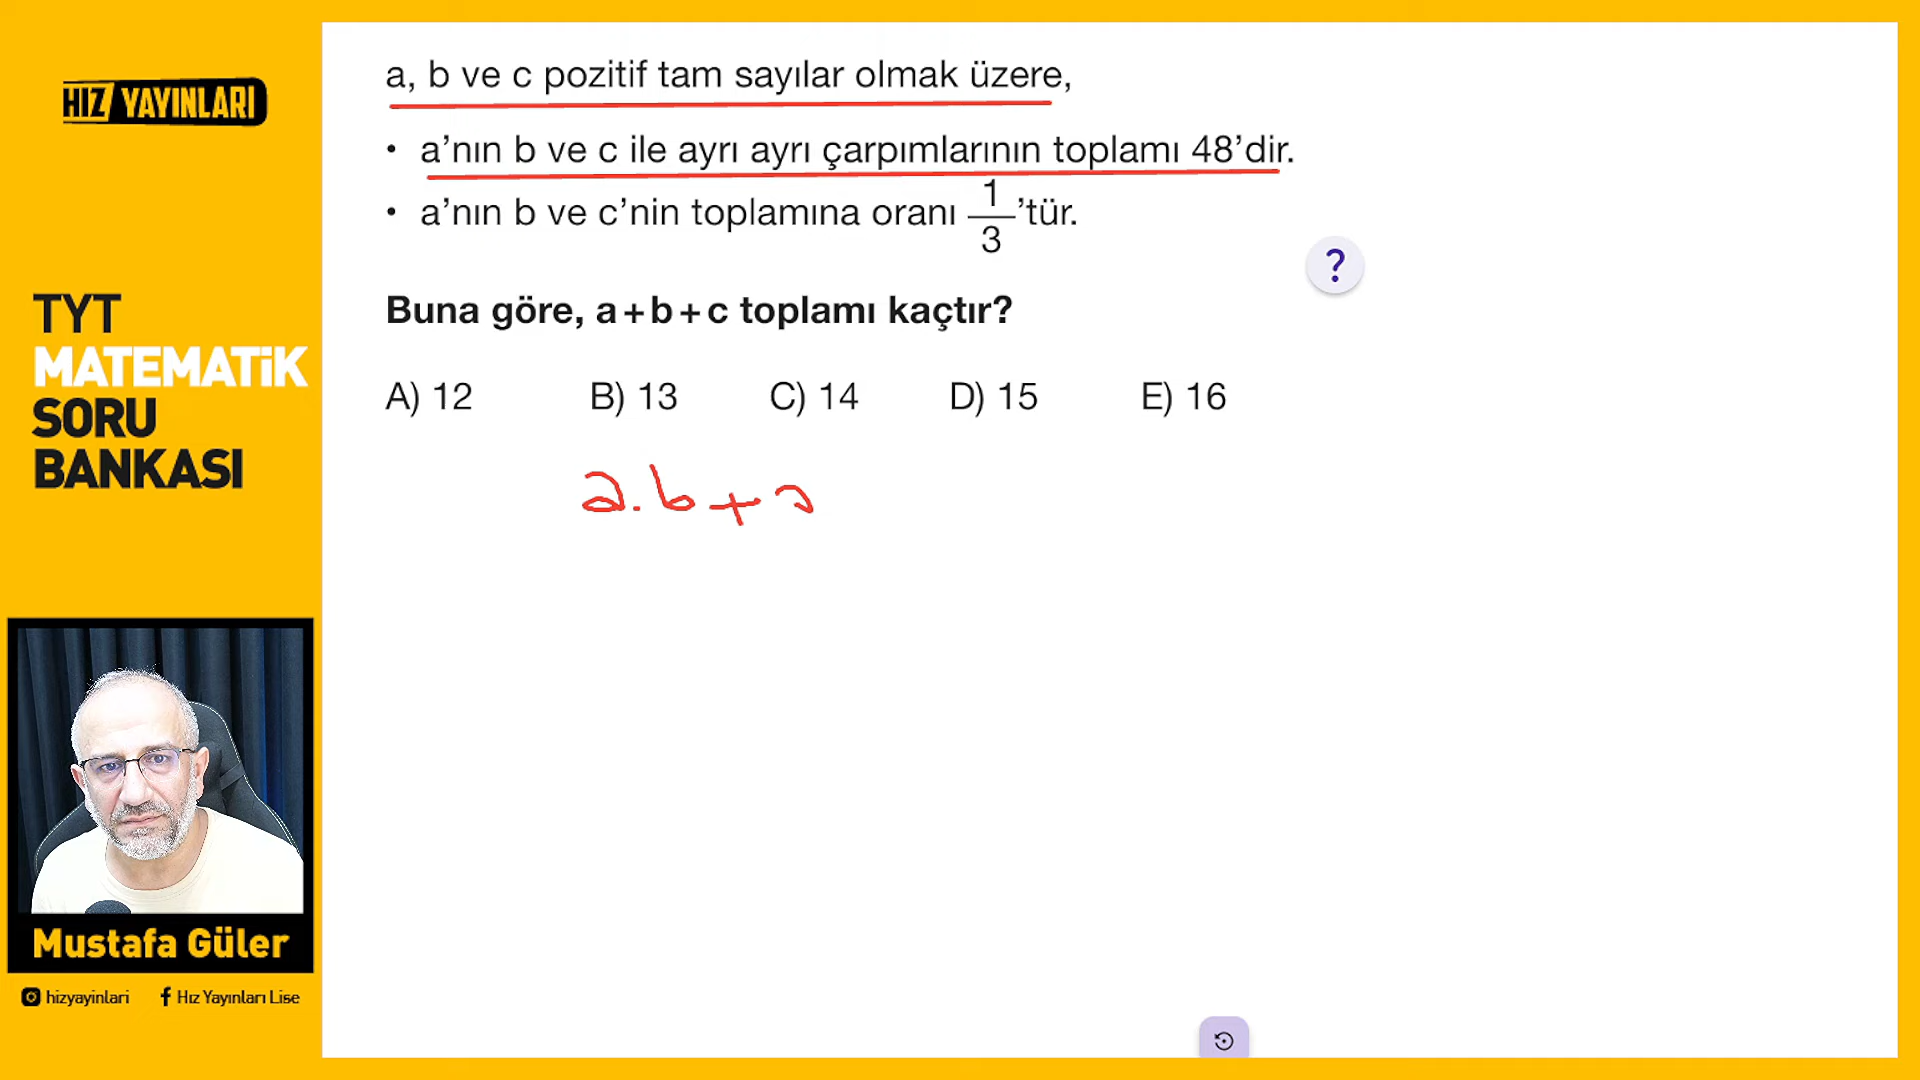 HIZ YAYINLARI
TYT
MATEMATİK
SORU
BANKASI
Mustafa Güler
hizyayinlari
Hız Yayınları Lise
a, b ve c pozitif tam sayılar olmak üzere,
• a’nın b ve c ile ayrı ayrı çarpımlarının toplamı 48’dir.
• a’nın b ve c’nin toplamına oranı 1/3’tür.
Buna göre, a + b + c toplamı kaçtır?
A) 12 B) 13 C) 14 D) 15 E) 16
a.b+a
?